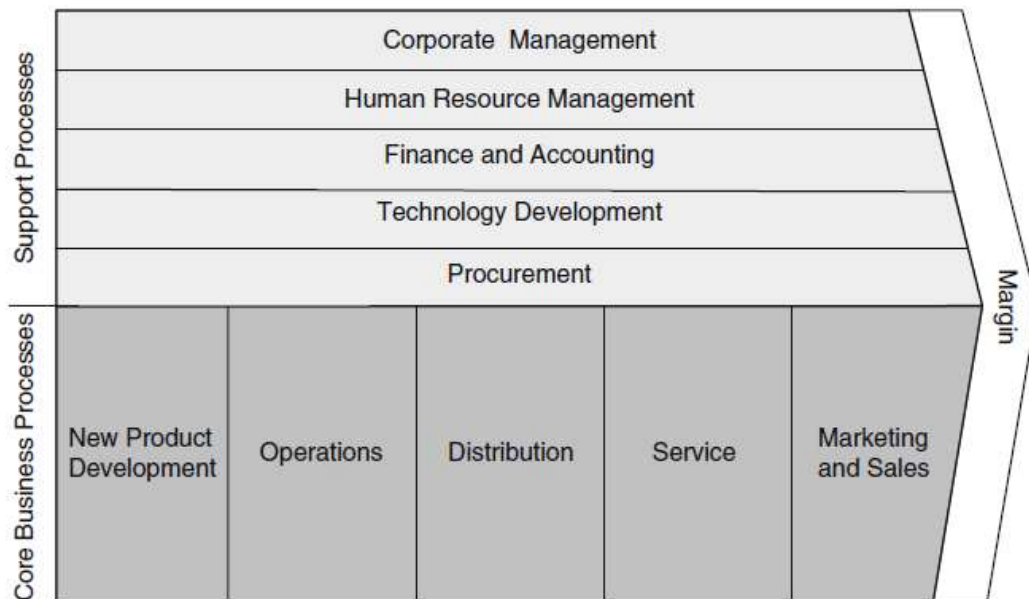 Support Processes
Corporate Management
Human Resource Management
Finance and Accounting
Technology Development
Procurement
Margin
Core Business Processes
New Product
Development
Operations
Distribution
Service
Marketing
and Sales